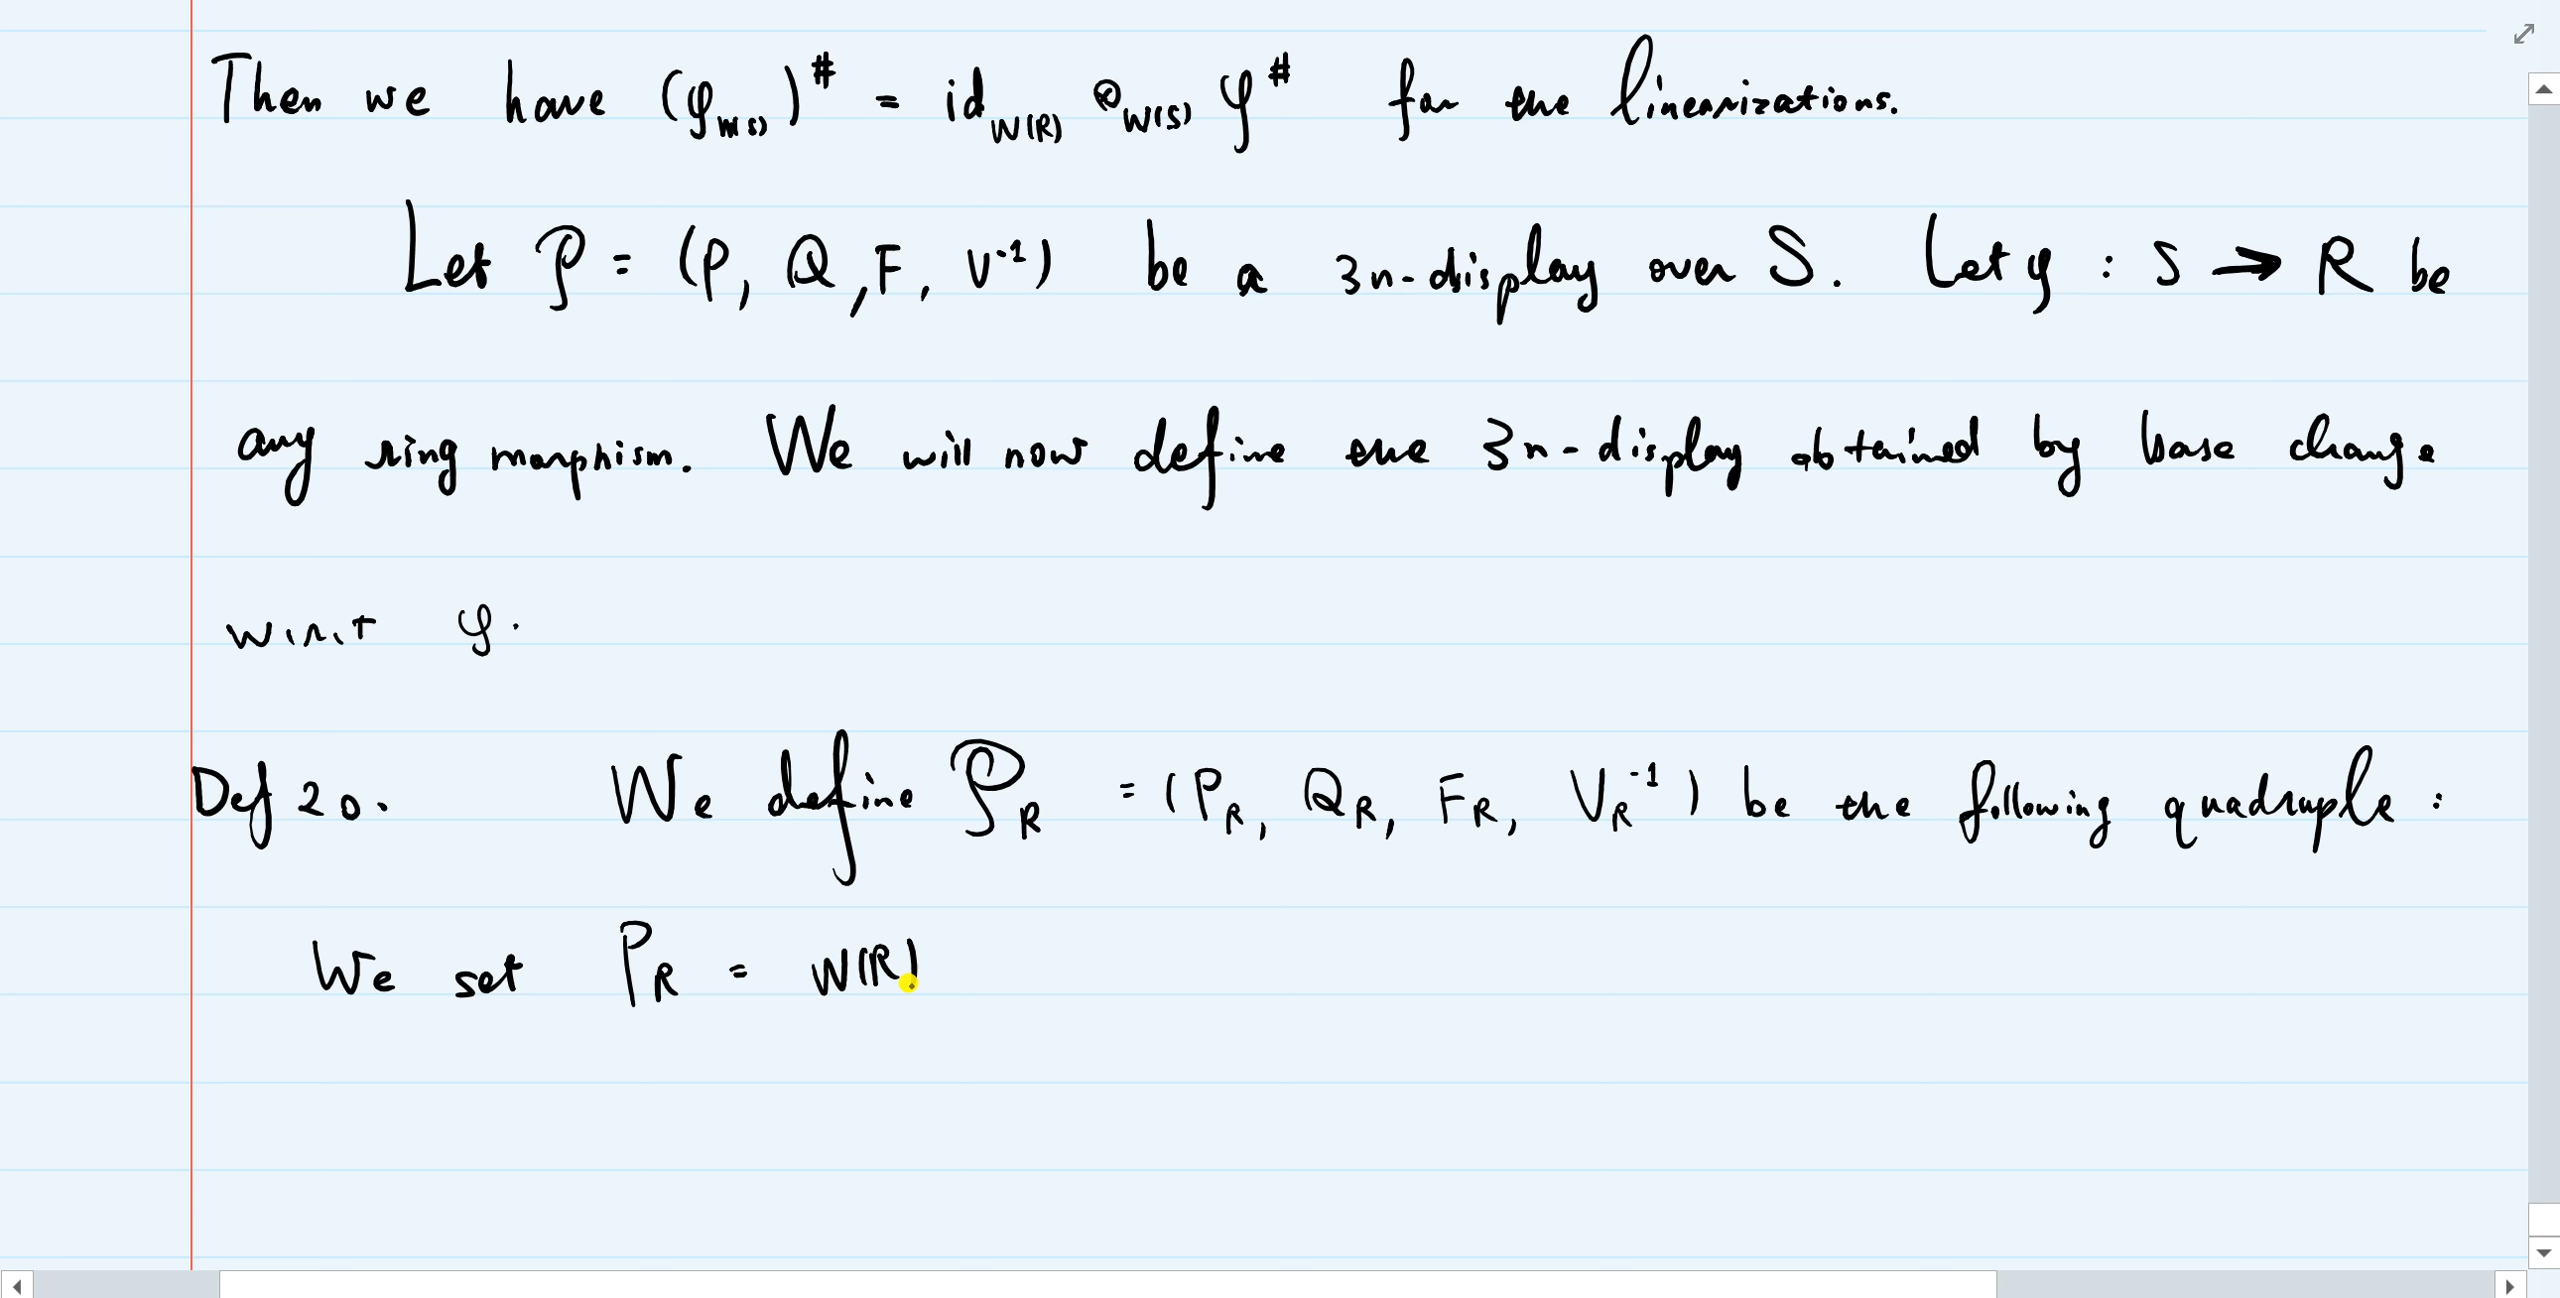 Then we have (φ_W(S))^# = id_W(R) ⊗_W(S) φ^# for the linearizations.
Let 𝒫 = (P, Q, F, V^-1) be a 3n-display over S. Let φ : S → R be
any ring morphism. We will now define the 3n-display obtained by base change
w.r.t φ.
Def 20. We define 𝒫_R = (P_R, Q_R, F_R, V_R^-1) be the following quadruple :
We set P_R = W(R)